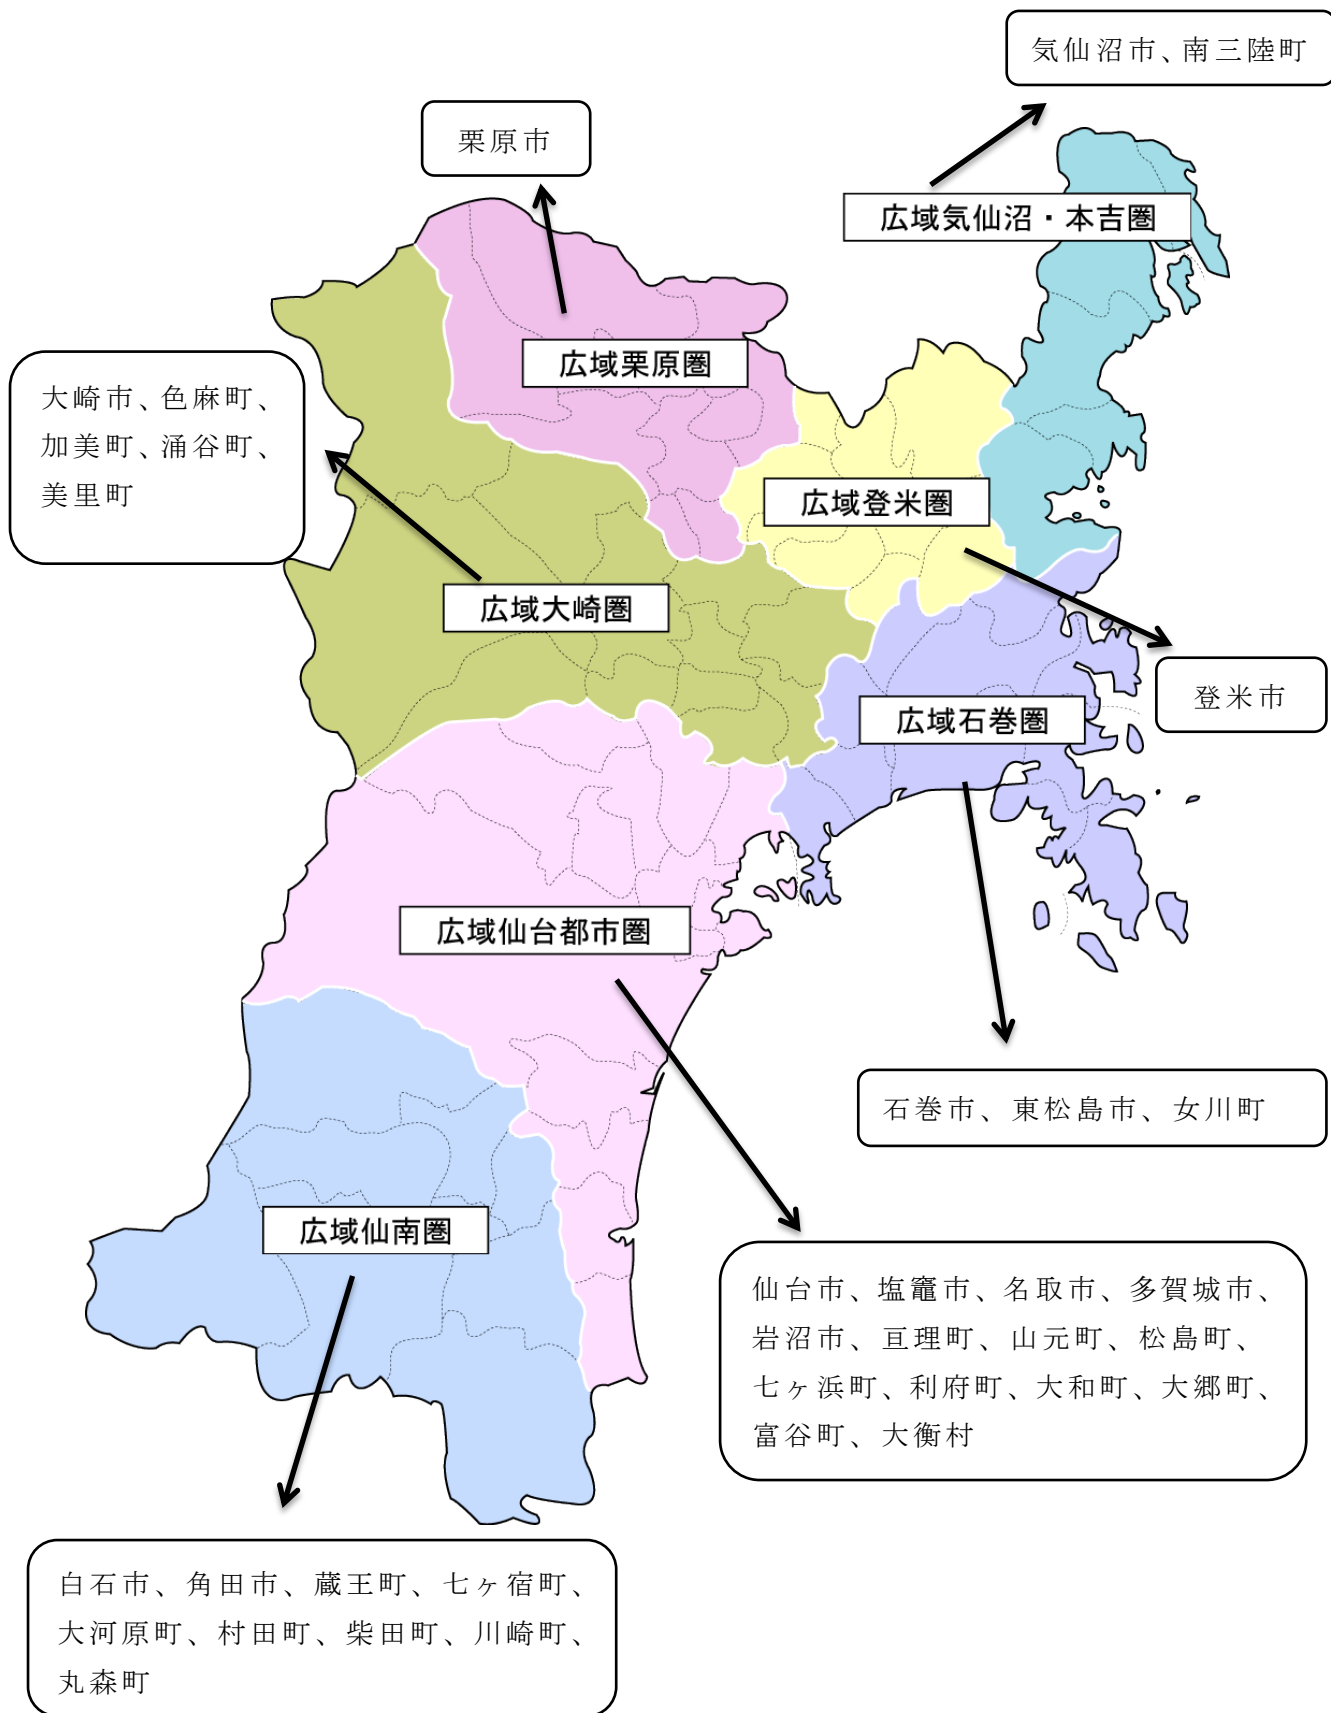 気仙沼市、南三陸町
栗原市
広域気仙沼・本吉圏
広域栗原圏
大崎市、色麻町、
加美町、涌谷町、
美里町
広域登米圏
広域大崎圏
登米市
広域石巻圏
広域仙台都市圏
石巻市、東松島市、女川町
広域仙南圏
仙台市、塩竈市、名取市、多賀城市、
岩沼市、亘理町、山元町、松島町、
七ヶ浜町、利府町、大和町、大郷町、
富谷町、大衡村
白石市、角田市、蔵王町、七ヶ宿町、
大河原町、村田町、柴田町、川崎町、
丸森町